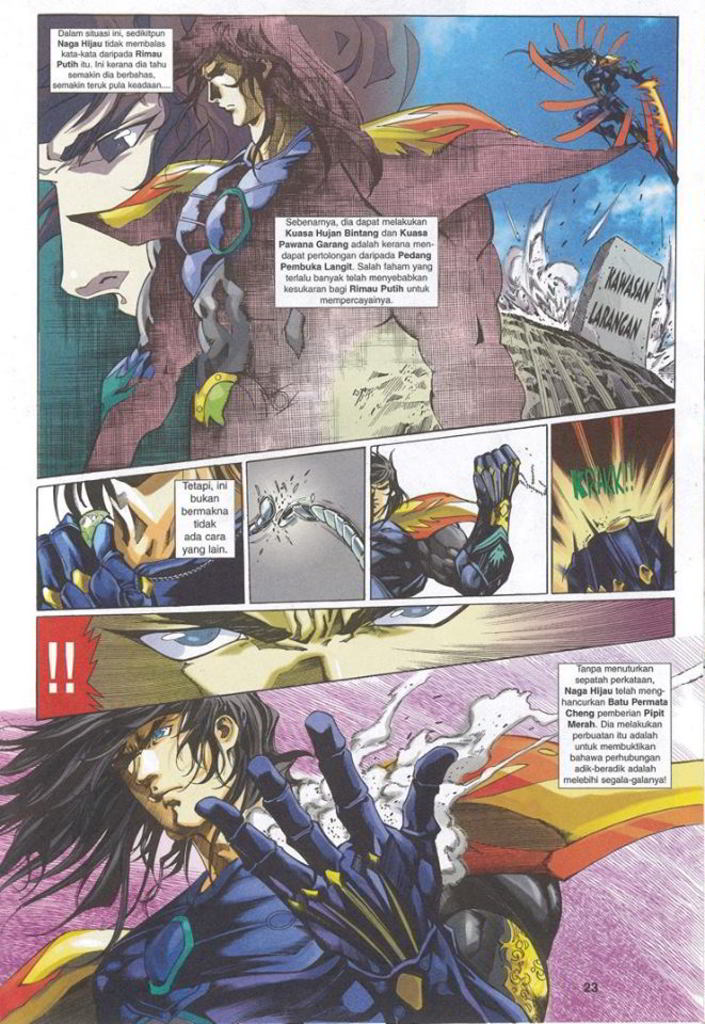 Dalam situasi ini, sedikitpun
Naga Hijau tidak membalas
kata-kata daripada Rimau
Putih itu. Ini kerana dia tahu
semakin dia berbahas,
semakin teruk pula keadaan....
Sebenarnya, dia dapat melakukan
Kuasa Hujan Bintang dan Kuasa
Pawana Garang adalah kerana men-
dapat pertolongan daripada Pedang
Pembuka Langit. Salah faham yang
terlalu banyak telah menyebabkan
kesukaran bagi Rimau Putih untuk
mempercayainya.
KAWASAN
LARANGAN
Tetapi, ini
bukan
bermakna
tidak
ada cara
yang lain.
KRAKK!!
!!
Tanpa menuturkan
sepatah perkataan,
Naga Hijau telah meng-
hancurkan Batu Permata
Cheng pemberian Pipit
Merah. Dia melakukan
perbuatan itu adalah
untuk membuktikan
bahawa perhubungan
adik-beradik adalah
melebihi segala-galanya!
23